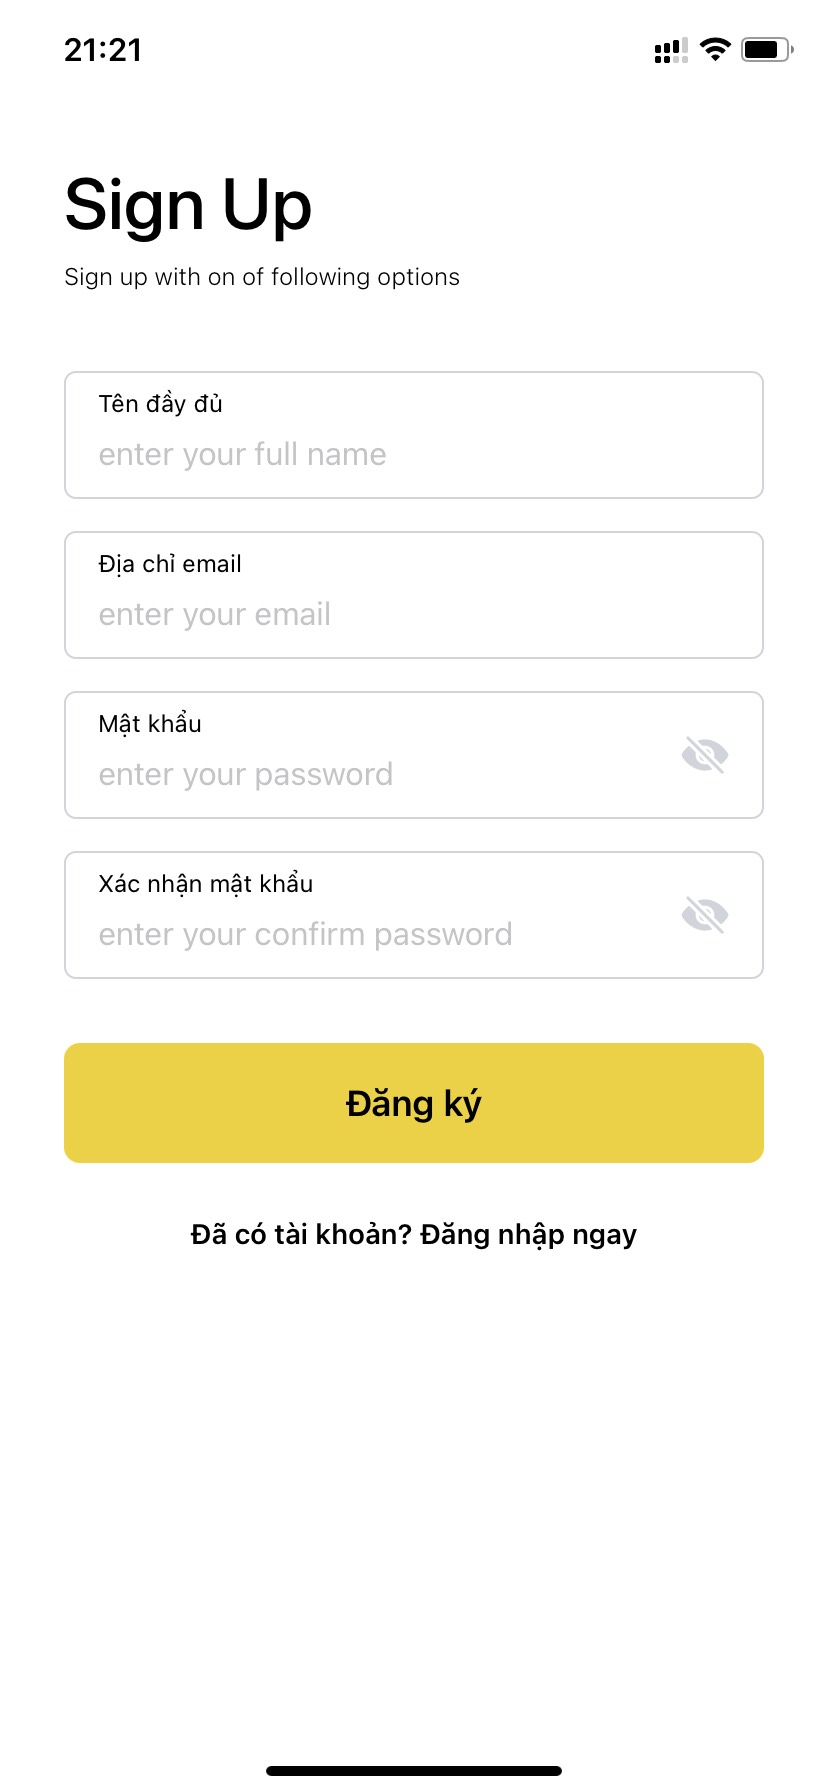 21:21
Sign Up
Sign up with on of following options
Tên đầy đủ
enter your full name
Địa chỉ email
enter your email
Mật khẩu
enter your password
Xác nhận mật khẩu
enter your confirm password
Đăng ký
Đã có tài khoản? Đăng nhập ngay